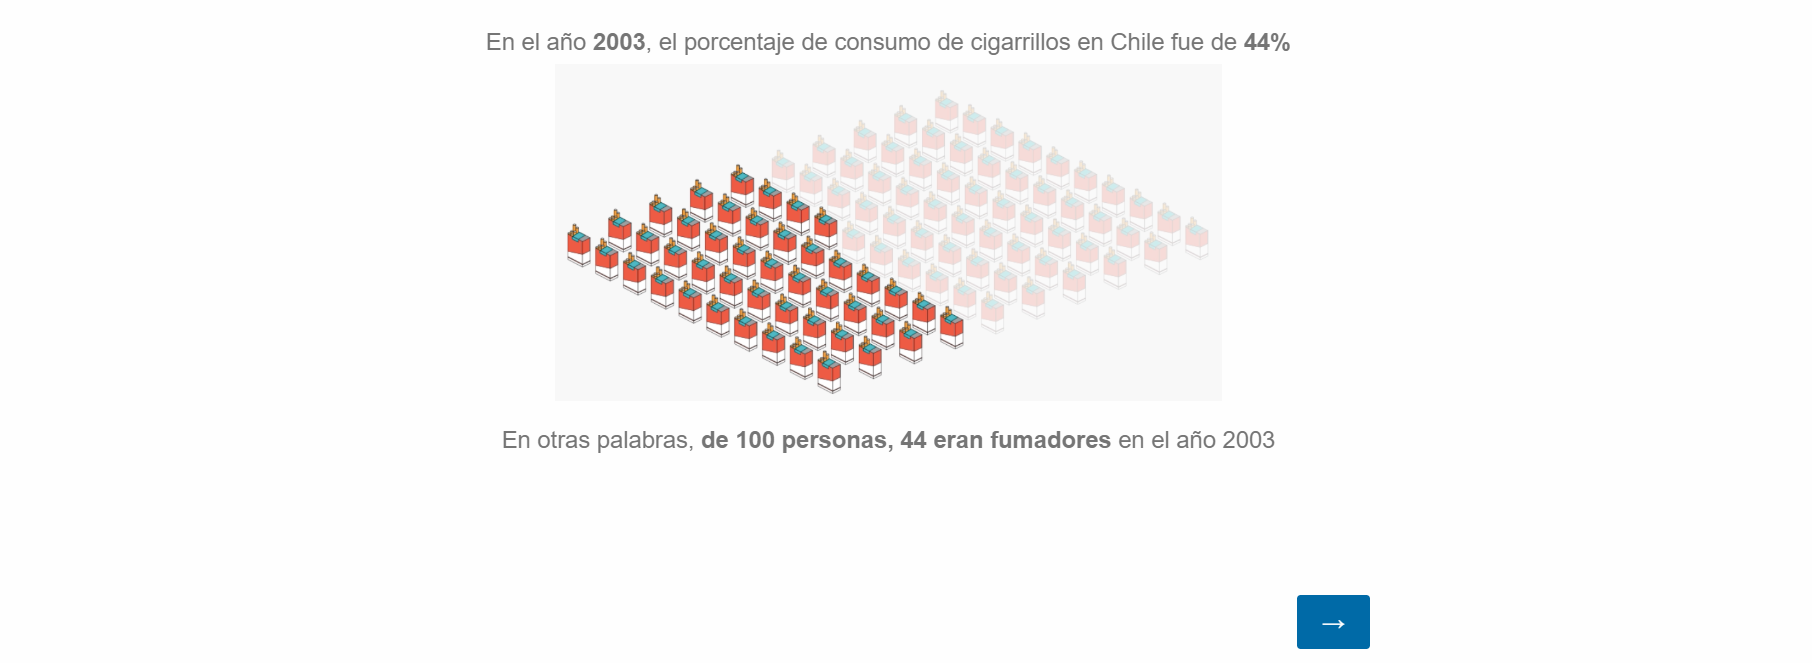 En el año 2003, el porcentaje de consumo de cigarrillos en Chile fue de 44%
En otras palabras, de 100 personas, 44 eran fumadores en el año 2003
→